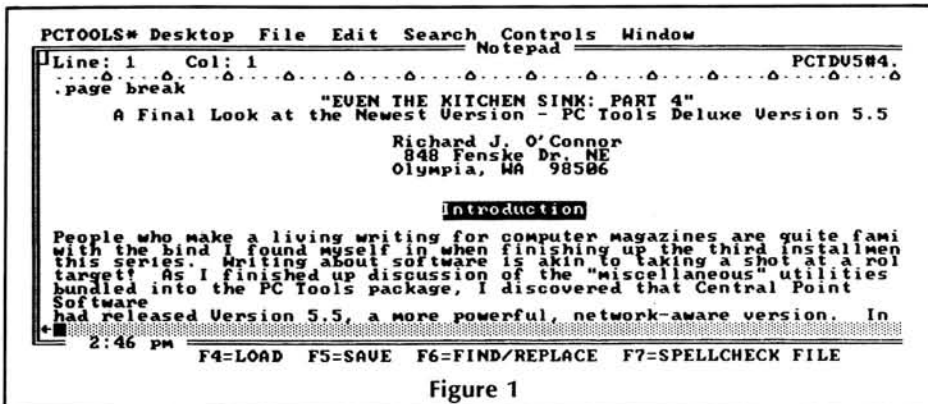 PCTOOLS* Desktop File Edit Search Controls Window
Notepad
Line: 1 Col: 1 PCTDV5#4.
.page break
"EVEN THE KITCHEN SINK: PART 4"
A Final Look at the Newest Version - PC Tools Deluxe Version 5.5
Richard J. O'Connor
848 Fenske Dr. NE
Olympia, WA 98506
Introduction
People who make a living writing for computer magazines are quite fami
with the bind I found myself in when finishing up the third installmen
this series. Writing about software is akin to taking a shot at a rol
target! As I finished up discussion of the "miscellaneous" utilities
bundled into the PC Tools package, I discovered that Central Point
Software
had released Version 5.5, a more powerful, network-aware version. In
2:46 pm
F4=LOAD F5=SAVE F6=FIND/REPLACE F7=SPELLCHECK FILE
Figure 1